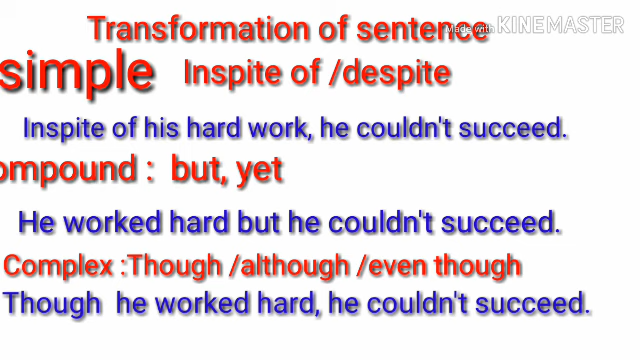 Transformation of sentence
Made with KINEMASTER
simple Inspite of /despite
Inspite of his hard work, he couldn't succeed.
ompound : but, yet
He worked hard but he couldn't succeed.
Complex :Though /although /even though
Though he worked hard, he couldn't succeed.